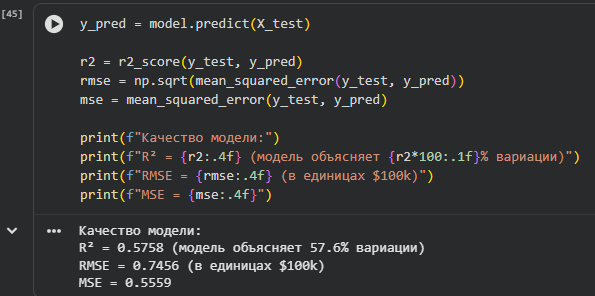 [45]
y_pred = model.predict(X_test)
r2 = r2_score(y_test, y_pred)
rmse = np.sqrt(mean_squared_error(y_test, y_pred))
mse = mean_squared_error(y_test, y_pred)
print(f"Качество модели:")
print(f"R² = {r2:.4f} (модель объясняет {r2*100:.1f}% вариации)")
print(f"RMSE = {rmse:.4f} (в единицах $100k)")
print(f"MSE = {mse:.4f}")
Качество модели:
R² = 0.5758 (модель объясняет 57.6% вариации)
RMSE = 0.7456 (в единицах $100k)
MSE = 0.5559